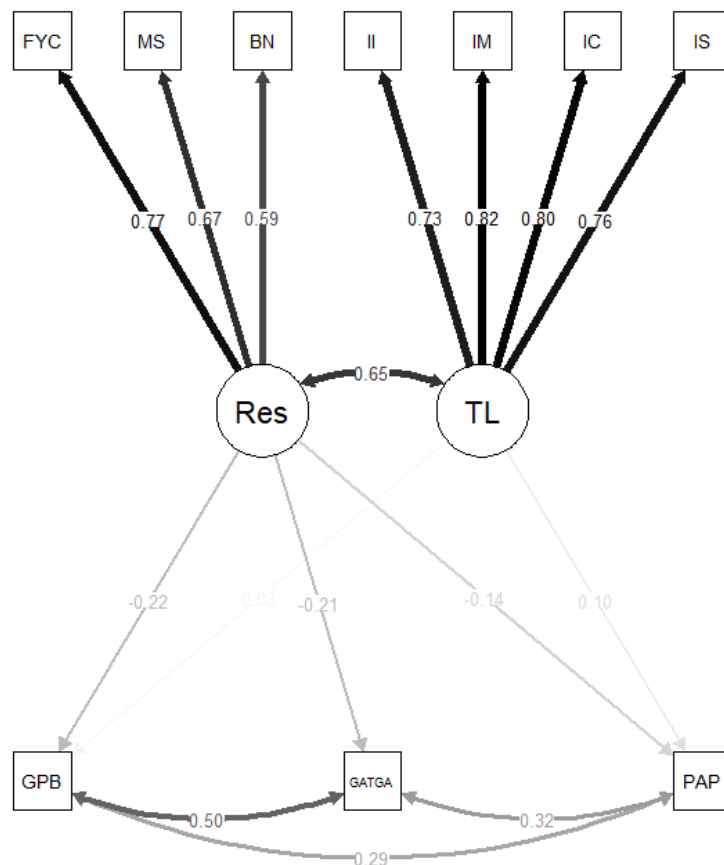 FYC MS BN II IM IC IS
0.77 0.67 0.59 0.73 0.82 0.80 0.76
0.65
Res TL
-0.22 0.03 -0.21 -0.14 0.10
GPB GATGA PAP
0.50 0.32
0.29